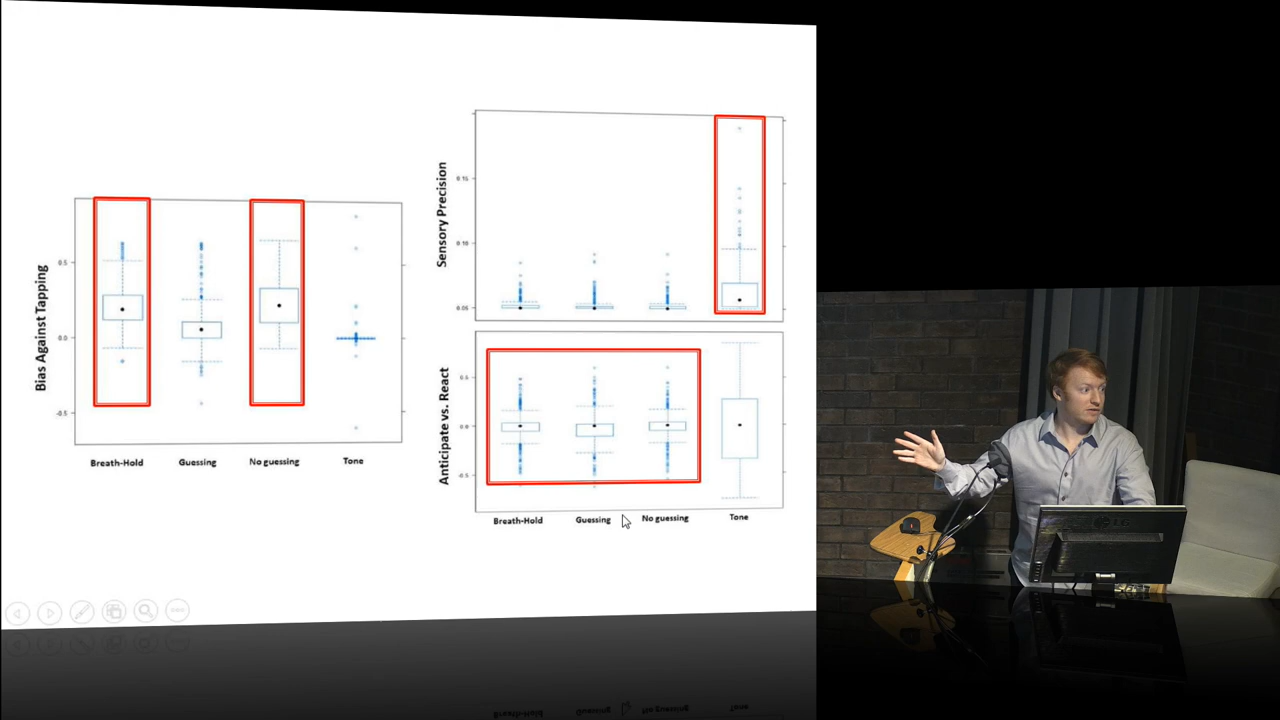 Bias Against Tapping
0.5
0.0
-0.5
Breath-Hold
Guessing
No guessing
Tone
Sensory Precision
0.15
0.10
0.05
Anticipate vs. React
0.5
0.0
-0.5
Breath-Hold
Guessing
No guessing
Tone
LG